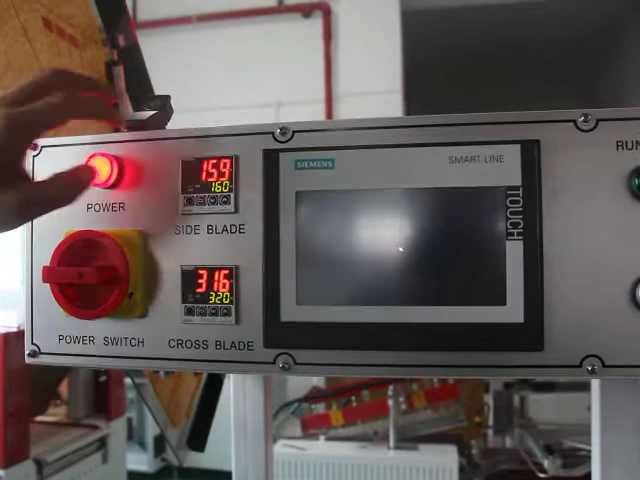 159
160
POWER
SIDE BLADE
SIEMENS
SMART LINE
TOUCH
RUN
316
320
POWER SWITCH
CROSS BLADE